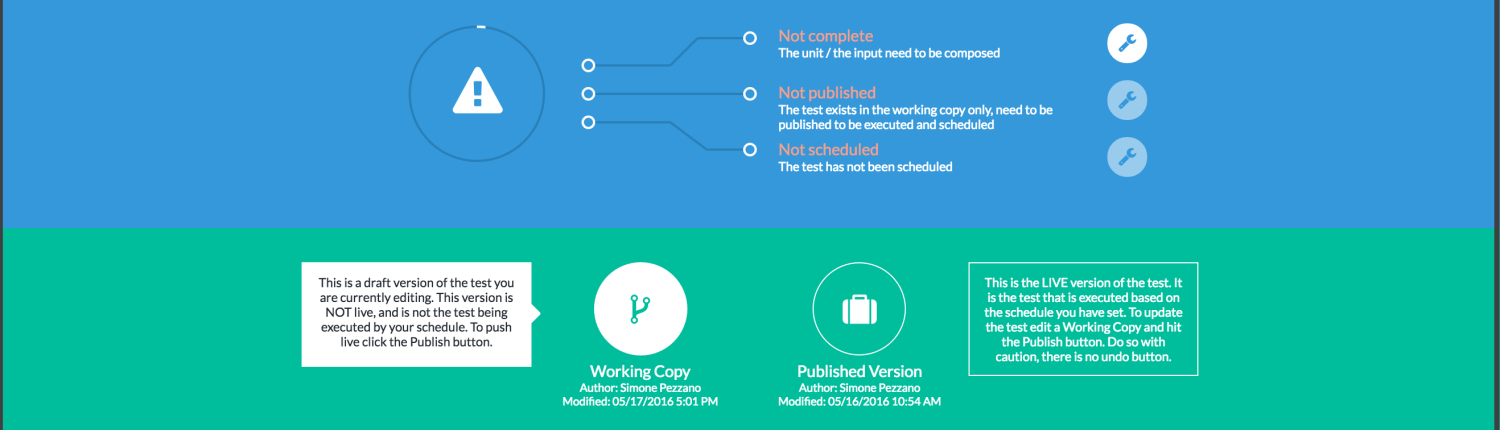 Not complete
The unit / the input need to be composed
Not published
The test exists in the working copy only, need to be
published to be executed and scheduled
Not scheduled
The test has not been scheduled
This is a draft version of the test you
are currently editing. This version is
NOT live, and is not the test being
executed by your schedule. To push
live click the Publish button.
Working Copy
Author: Simone Pezzano
Modified: 05/17/2016 5:01 PM
Published Version
Author: Simone Pezzano
Modified: 05/16/2016 10:54 AM
This is the LIVE version of the test. It
is the test that is executed based on
the schedule you have set. To update
the test edit a Working Copy and hit
the Publish button. Do so with
caution, there is no undo button.